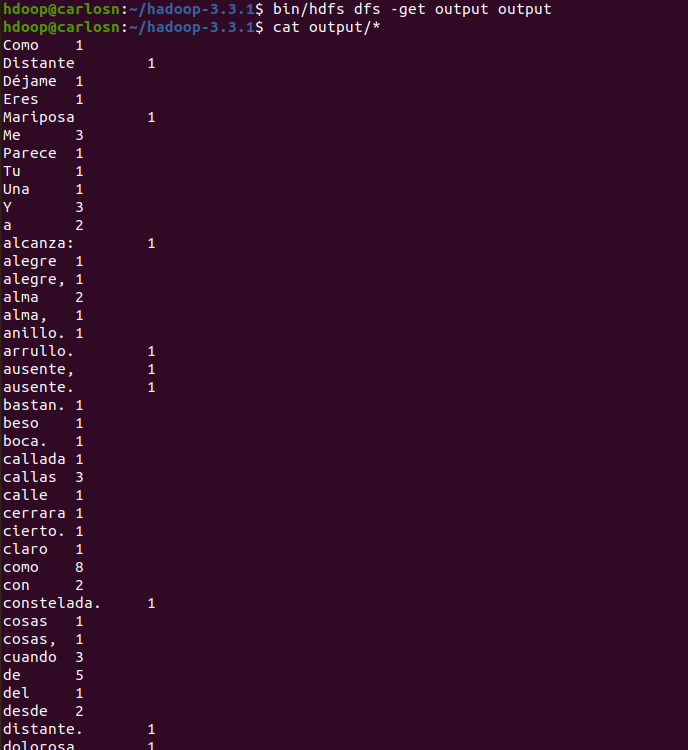 hdoop@carlosn:~/hadoop-3.3.1$ bin/hdfs dfs -get output output
hdoop@carlosn:~/hadoop-3.3.1$ cat output/*
Como	1
Distante	1
Déjame	1
Eres	1
Mariposa	1
Me	3
Parece	1
Tu	1
Una	1
Y	3
a	2
alcanza:	1
alegre	1
alegre,	1
alma	2
alma,	1
anillo.	1
arrullo.	1
ausente,	1
ausente.	1
bastan.	1
beso	1
boca.	1
callada	1
callas	3
calle	1
cerrara	1
cierto.	1
claro	1
como	8
con	2
constelada.	1
cosas	1
cosas,	1
cuando	3
de	5
del	1
desde	2
distante.	1
dolorosa	1